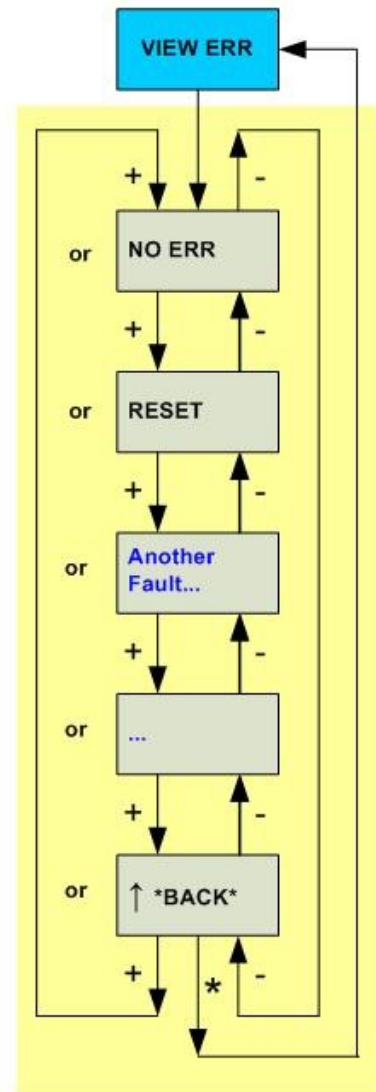 VIEW ERR
+ -
or NO ERR
+ -
or RESET
+ -
or Another
Fault...
+ -
or ...
+ -
or ↑ *BACK*
+ * -